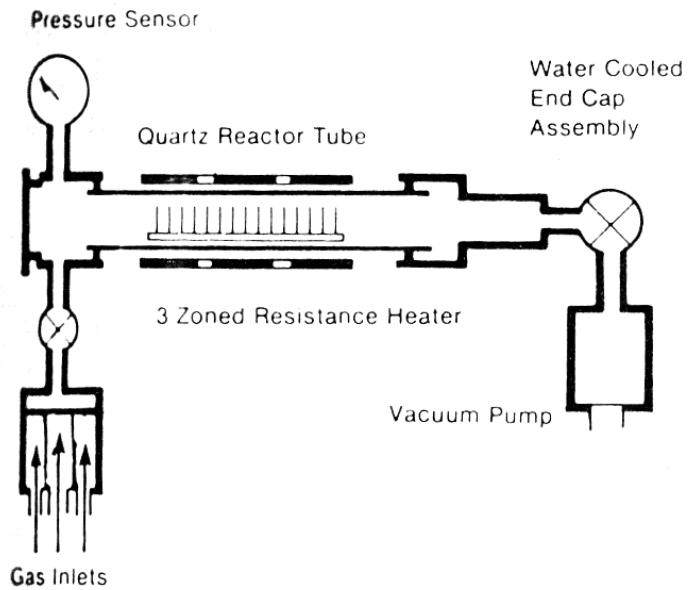 Pressure Sensor
Water Cooled
End Cap
Assembly
Quartz Reactor Tube
3 Zoned Resistance Heater
Vacuum Pump
Gas Inlets